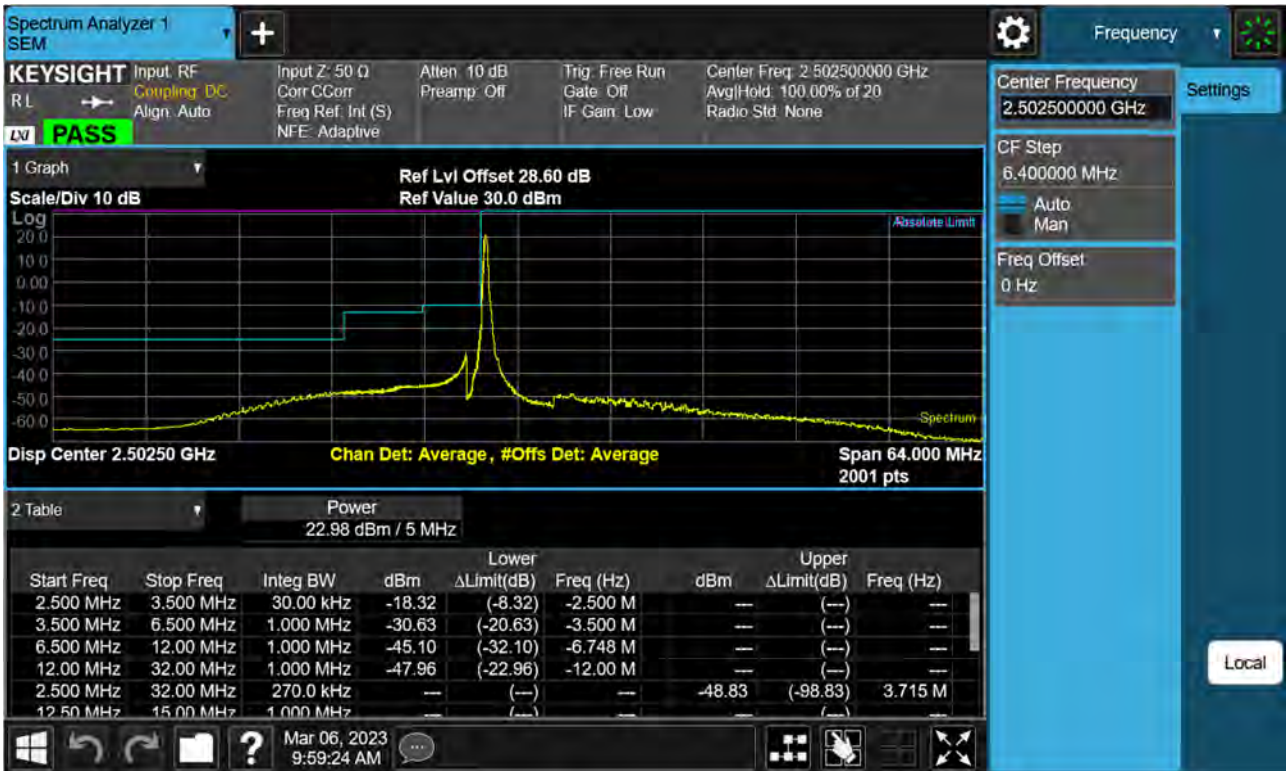 Spectrum Analyzer 1
SEM
+
Frequency
KEYSIGHT
RL
LXI
PASS
Input: RF
Coupling: DC
Align: Auto
Input Z: 50 Ω
Corr CCorr
Freq Ref: Int (S)
NFE: Adaptive
Atten: 10 dB
Preamp: Off
Trig: Free Run
Gate: Off
IF Gain: Low
Center Freq: 2.502500000 GHz
Avg|Hold: 100.00% of 20
Radio Std: None
Center Frequency
2.502500000 GHz
Settings
CF Step
6.400000 MHz
Auto
Man
Freq Offset
0 Hz
1 Graph
Ref Lvl Offset 28.60 dB
Scale/Div 10 dB
Ref Value 30.0 dBm
Log
Absolute Limit
20.0
10.0
0.00
-10.0
-20.0
-30.0
-40.0
-50.0
-60.0
Spectrum
Disp Center 2.50250 GHz
Chan Det: Average, #Offs Det: Average
Span 64.000 MHz
2001 pts
2 Table
Power
22.98 dBm / 5 MHz
Lower Upper
Start Freq Stop Freq Integ BW dBm ΔLimit(dB) Freq (Hz) dBm ΔLimit(dB) Freq (Hz)
2.500 MHz 3.500 MHz 30.00 kHz -18.32 (-8.32) -2.500 M --- (---) ---
3.500 MHz 6.500 MHz 1.000 MHz -30.63 (-20.63) -3.500 M --- (---) ---
6.500 MHz 12.00 MHz 1.000 MHz -45.10 (-32.10) -6.748 M --- (---) ---
12.00 MHz 32.00 MHz 1.000 MHz -47.96 (-22.96) -12.00 M --- (---) ---
2.500 MHz 32.00 MHz 270.0 kHz --- (---) --- -48.83 (-98.83) 3.715 M
12.50 MHz 15.00 MHz 1.000 MHz --- (---) --- --- (---) ---
Local
?
Mar 06, 2023
9:59:24 AM